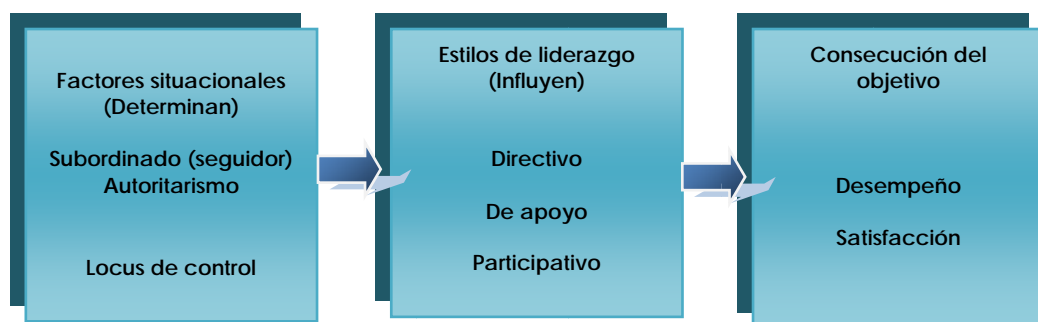 Factores situacionales
(Determinan)
Subordinado (seguidor)
Autoritarismo
Locus de control
Estilos de liderazgo
(Influyen)
Directivo
De apoyo
Participativo
Consecución del
objetivo
Desempeño
Satisfacción